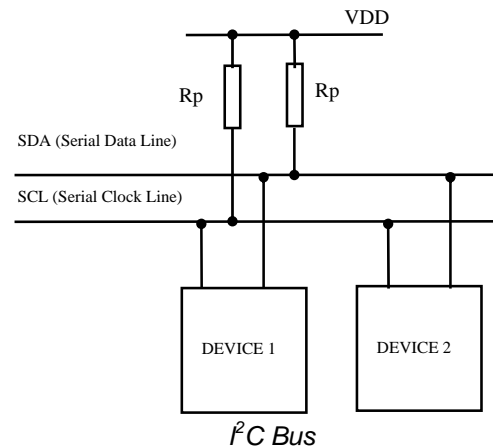 VDD
Rp
Rp
SDA (Serial Data Line)
SCL (Serial Clock Line)
DEVICE 1
DEVICE 2
I²C Bus